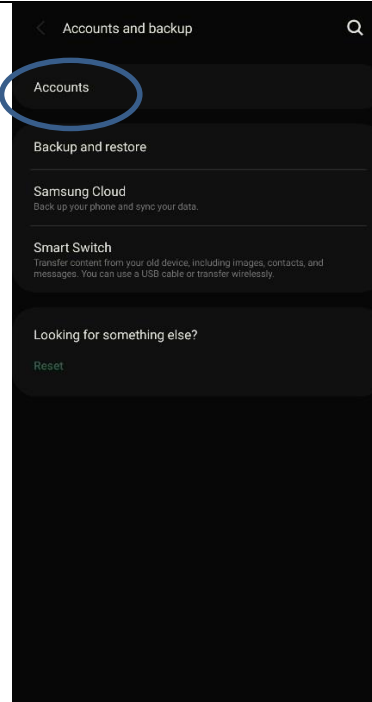 Accounts and backup
Accounts
Backup and restore
Samsung Cloud
Back up your phone and sync your data.
Smart Switch
Transfer content from your old device, including images, contacts, and
messages. You can use a USB cable or transfer wirelessly.
Looking for something else?
Reset